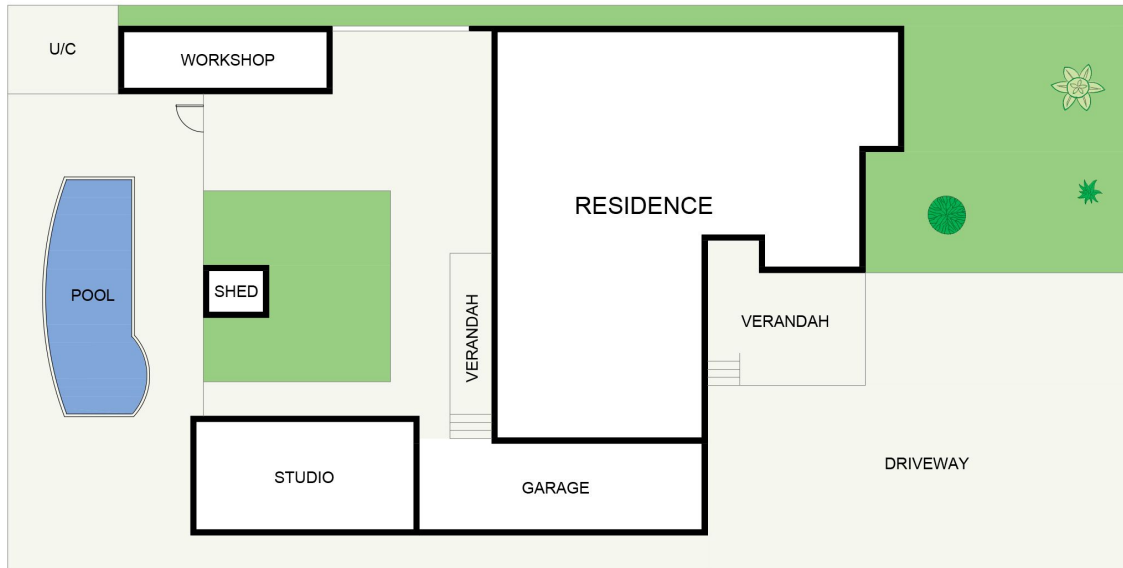 U/C
WORKSHOP
RESIDENCE
POOL
SHED
VERANDAH
VERANDAH
DRIVEWAY
STUDIO
GARAGE